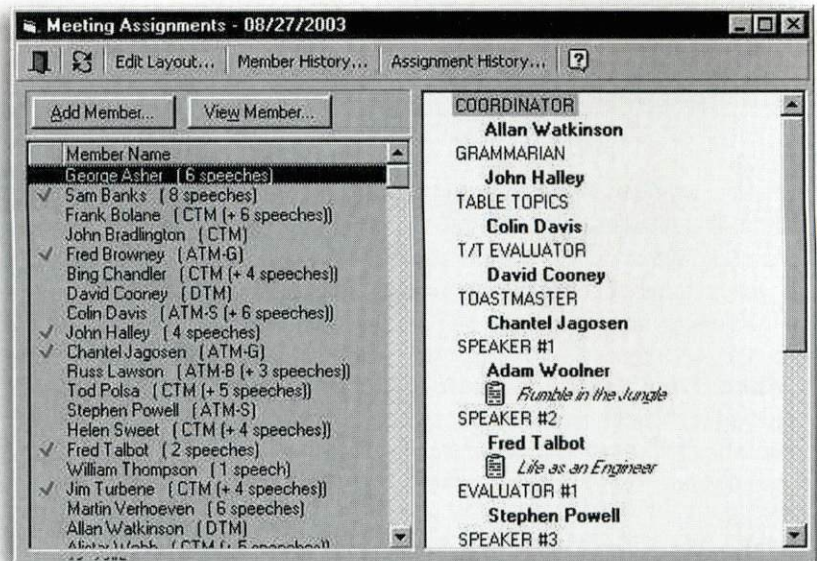 Meeting Assignments - 08/27/2003
Edit Layout... Member History... Assignment History... ?
Add Member... View Member...
Member Name
George Asher (6 speeches)
Sam Banks (8 speeches)
Frank Bolane (CTM (+ 6 speeches))
John Bradlington (CTM)
Fred Browney (ATM-G)
Bing Chandler (CTM (+ 4 speeches))
David Cooney (DTM)
Colin Davis (ATM-S (+ 6 speeches))
John Halley (4 speeches)
Chantel Jagosen (ATM-G)
Russ Lawson (ATM-B (+ 3 speeches))
Tod Polsa (CTM (+ 5 speeches))
Stephen Powell (ATM-S)
Helen Sweet (CTM (+ 4 speeches))
Fred Talbot (2 speeches)
William Thompson (1 speech)
Jim Turbene (CTM (+ 4 speeches))
Martin Verhoeven (6 speeches)
Allan Watkinson (DTM)
COORDINATOR
Allan Watkinson
GRAMMARIAN
John Halley
TABLE TOPICS
Colin Davis
T/T EVALUATOR
David Cooney
TOASTMASTER
Chantel Jagosen
SPEAKER #1
Adam Woolner
Rumble in the Jungle
SPEAKER #2
Fred Talbot
Life as an Engineer
EVALUATOR #1
Stephen Powell
SPEAKER #3